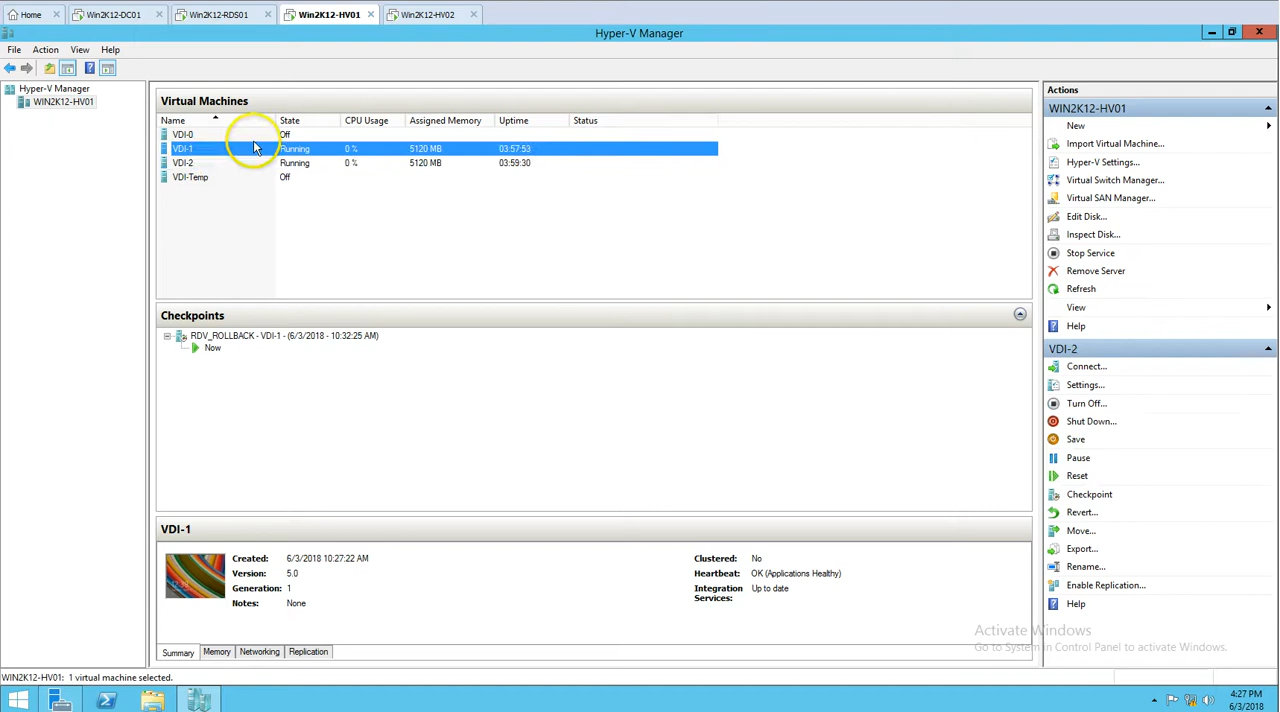 Home Win2K12-DC01 Win2K12-RDS01 Win2K12-HV01 Win2K12-HV02
Hyper-V Manager
File Action View Help
Hyper-V Manager
WIN2K12-HV01
Virtual Machines
Name State CPU Usage Assigned Memory Uptime Status
VDI-0 Off
VDI-1 Running 0 % 5120 MB 03:57:53
VDI-2 Running 0 % 5120 MB 03:59:30
VDI-Temp Off
Checkpoints
RDV_ROLLBACK - VDI-1 - (6/3/2018 - 10:32:25 AM)
Now
VDI-1
Created: 6/3/2018 10:27:22 AM
Version: 5.0
Generation: 1
Notes: None
Clustered: No
Heartbeat: OK (Applications Healthy)
Integration Up to date
Services:
Summary Memory Networking Replication
Actions
WIN2K12-HV01
New
Import Virtual Machine...
Hyper-V Settings...
Virtual Switch Manager...
Virtual SAN Manager...
Edit Disk...
Inspect Disk...
Stop Service
Remove Server
Refresh
View
Help
VDI-2
Connect...
Settings...
Turn Off...
Shut Down...
Save
Pause
Reset
Checkpoint
Revert...
Move...
Export...
Rename...
Enable Replication...
Help
Activate Windows
Go to System in Control Panel to activate Windows.
WIN2K12-HV01: 1 virtual machine selected.
4:27 PM
6/3/2018